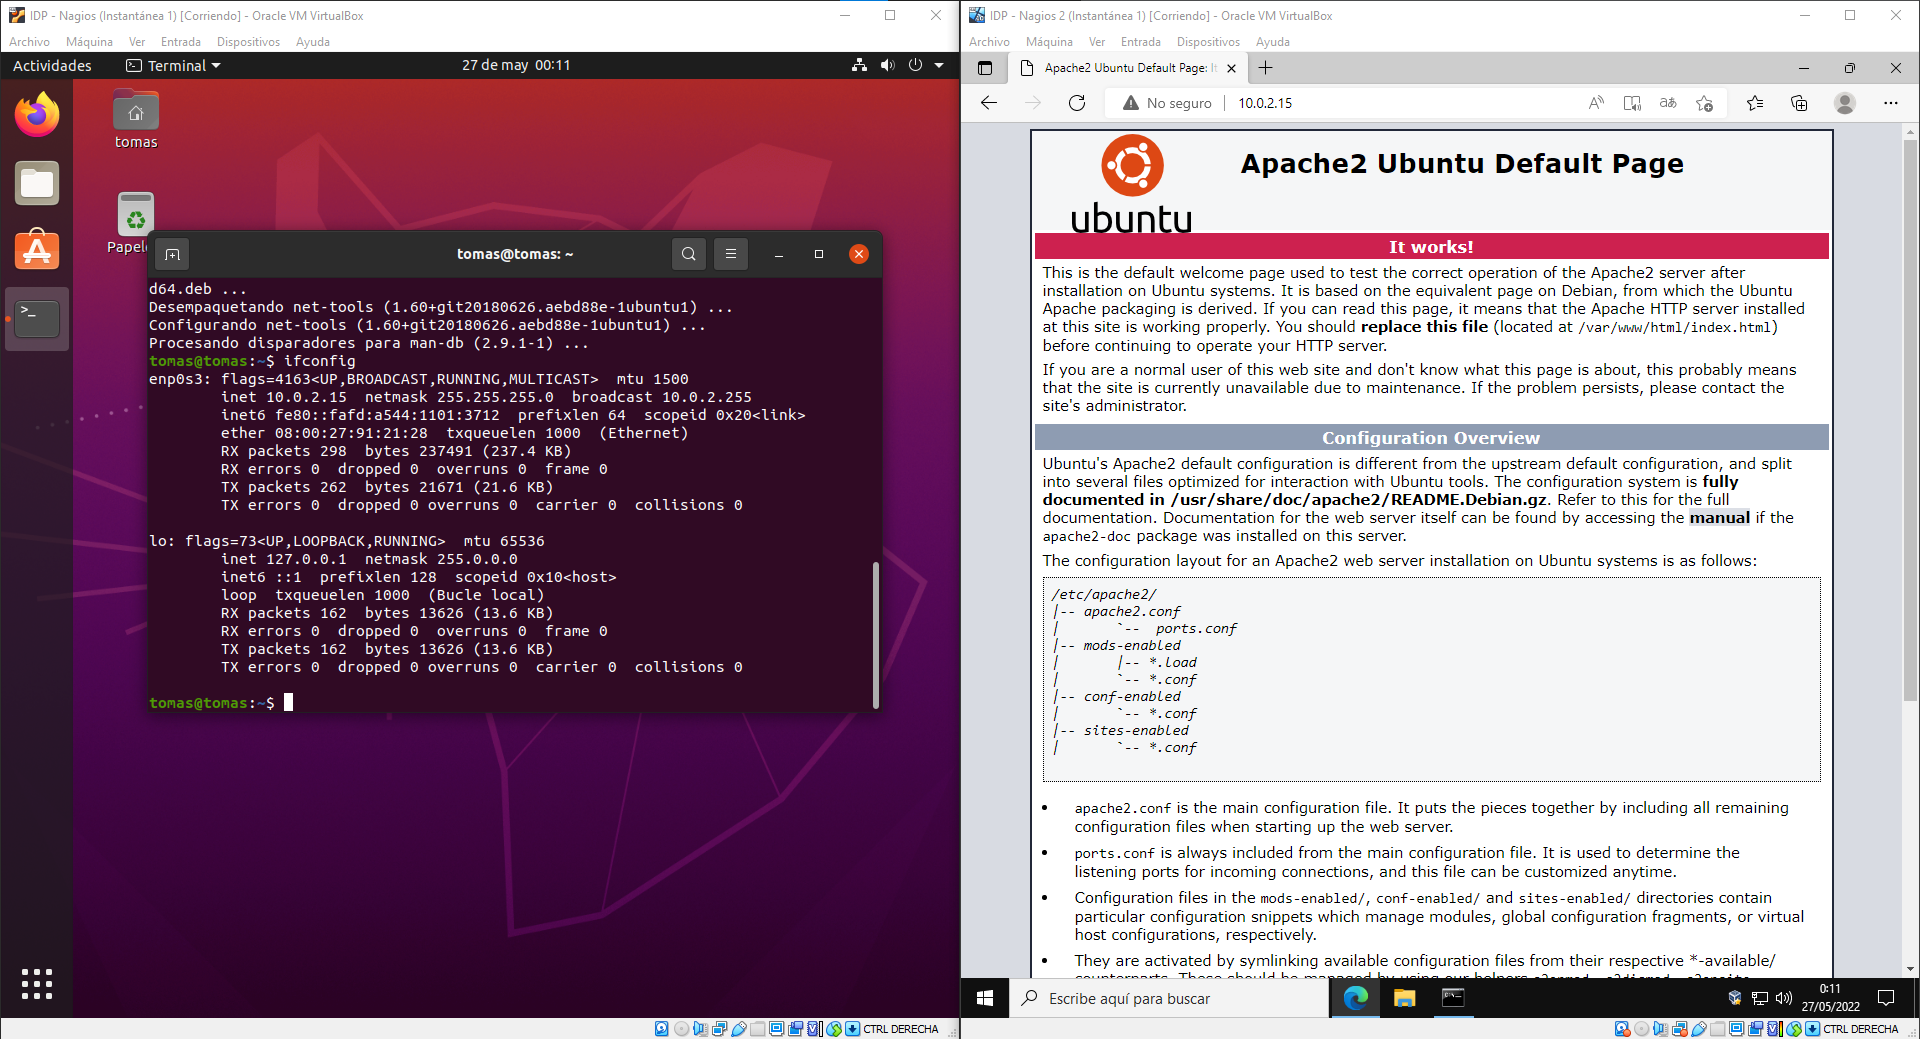 IDP - Nagios (Instantánea 1) [Corriendo] - Oracle VM VirtualBox
Archivo Máquina Ver Entrada Dispositivos Ayuda
Actividades Terminal 27 de may 00:11
tomas
Papele
tomas@tomas: ~
d64.deb ...
Desempaquetando net-tools (1.60+git20180626.aebd88e-1ubuntu1) ...
Configurando net-tools (1.60+git20180626.aebd88e-1ubuntu1) ...
Procesando disparadores para man-db (2.9.1-1) ...
tomas@tomas:~$ ifconfig
enp0s3: flags=4163<UP,BROADCAST,RUNNING,MULTICAST>  mtu 1500
inet 10.0.2.15  netmask 255.255.255.0  broadcast 10.0.2.255
inet6 fe80::fafd:a544:1101:3712  prefixlen 64  scopeid 0x20<link>
ether 08:00:27:91:21:28  txqueuelen 1000  (Ethernet)
RX packets 298  bytes 237491 (237.4 KB)
RX errors 0  dropped 0  overruns 0  frame 0
TX packets 262  bytes 21671 (21.6 KB)
TX errors 0  dropped 0 overruns 0  carrier 0  collisions 0
lo: flags=73<UP,LOOPBACK,RUNNING>  mtu 65536
inet 127.0.0.1  netmask 255.0.0.0
inet6 ::1  prefixlen 128  scopeid 0x10<host>
loop  txqueuelen 1000  (Bucle local)
RX packets 162  bytes 13626 (13.6 KB)
RX errors 0  dropped 0  overruns 0  frame 0
TX packets 162  bytes 13626 (13.6 KB)
TX errors 0  dropped 0 overruns 0  carrier 0  collisions 0
tomas@tomas:~$
CTRL DERECHA
IDP - Nagios 2 (Instantánea 1) [Corriendo] - Oracle VM VirtualBox
Archivo Máquina Ver Entrada Dispositivos Ayuda
Apache2 Ubuntu Default Page: It
No seguro | 10.0.2.15
ubuntu
Apache2 Ubuntu Default Page
It works!
This is the default welcome page used to test the correct operation of the Apache2 server after
installation on Ubuntu systems. It is based on the equivalent page on Debian, from which the Ubuntu
Apache packaging is derived. If you can read this page, it means that the Apache HTTP server installed
at this site is working properly. You should replace this file (located at /var/www/html/index.html)
before continuing to operate your HTTP server.
If you are a normal user of this web site and don't know what this page is about, this probably means
that the site is currently unavailable due to maintenance. If the problem persists, please contact the
site's administrator.
Configuration Overview
Ubuntu's Apache2 default configuration is different from the upstream default configuration, and split
into several files optimized for interaction with Ubuntu tools. The configuration system is fully
documented in /usr/share/doc/apache2/README.Debian.gz. Refer to this for the full
documentation. Documentation for the web server itself can be found by accessing the manual if the
apache2-doc package was installed on this server.
The configuration layout for an Apache2 web server installation on Ubuntu systems is as follows:
/etc/apache2/
|-- apache2.conf
|       `--  ports.conf
|-- mods-enabled
|       |-- *.load
|       `-- *.conf
|-- conf-enabled
|       `-- *.conf
|-- sites-enabled
|       `-- *.conf
• apache2.conf is the main configuration file. It puts the pieces together by including all remaining
configuration files when starting up the web server.
• ports.conf is always included from the main configuration file. It is used to determine the
listening ports for incoming connections, and this file can be customized anytime.
• Configuration files in the mods-enabled/, conf-enabled/ and sites-enabled/ directories contain
particular configuration snippets which manage modules, global configuration fragments, or virtual
host configurations, respectively.
• They are activated by symlinking available configuration files from their respective *-available/
counterparts. These should be managed by using our helpers
Escribe aquí para buscar
0:11
27/05/2022
CTRL DERECHA